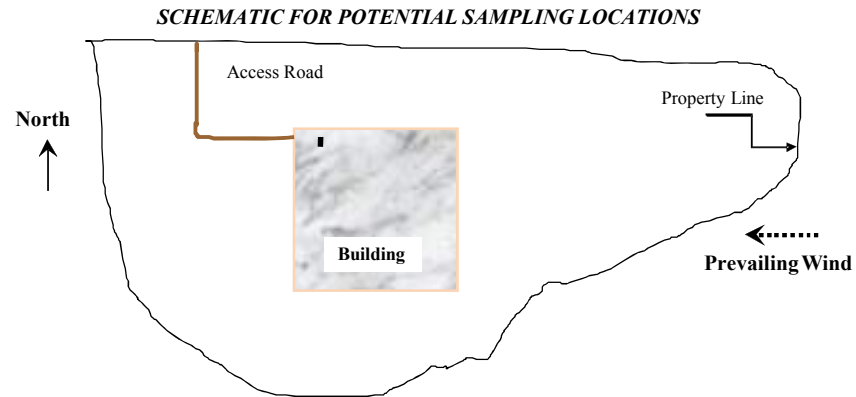 SCHEMATIC FOR POTENTIAL SAMPLING LOCATIONS
Access Road
Property Line
North
Building
Prevailing Wind